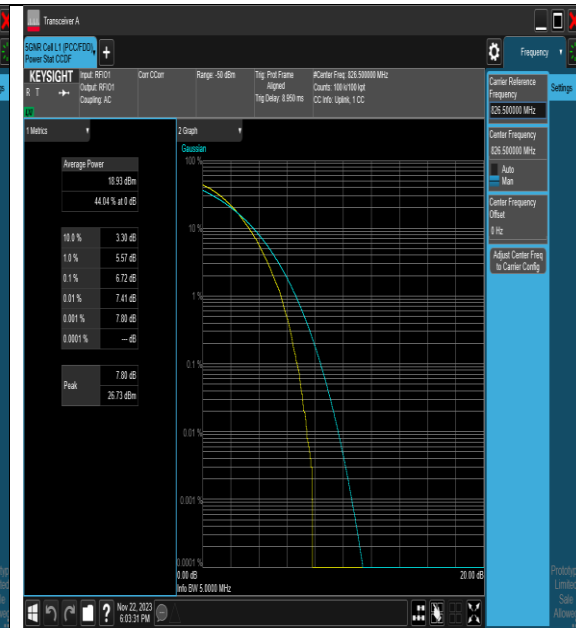 Transceiver A
5GNR Cell L1 (PCC/FDD),
Power Stat CCDF
+
Frequency
KEYSIGHT
R T
Input: RFIO1
Output: RFIO1
Coupling: AC
Corr CCorr
Range: -50 dBm
Trig: Prot Frame
Aligned
Trig Delay: 8.950 ms
#Center Freq: 826.500000 MHz
Counts: 100 k/100 kpt
CC Info: Uplink, 1 CC
Carrier Reference
Frequency
826.500000 MHz
Settings
1 Metrics
2 Graph
Center Frequency
826.500000 MHz
Auto
Man
Gaussian
Average Power
18.93 dBm
44.04 % at 0 dB
Center Frequency
Offset
0 Hz
Adjust Center Freq
to Carrier Config
10.0 % 3.30 dB
1.0 % 5.57 dB
0.1 % 6.72 dB
0.01 % 7.41 dB
0.001 % 7.80 dB
0.0001 % --- dB
Peak
7.80 dB
26.73 dBm
100 %
10 %
1 %
0.1 %
0.01 %
0.001 %
0.0001 %
0.00 dB
20.00 dB
Info BW 5.0000 MHz
Nov 22, 2023
6:03:31 PM
?
Limited
Sale